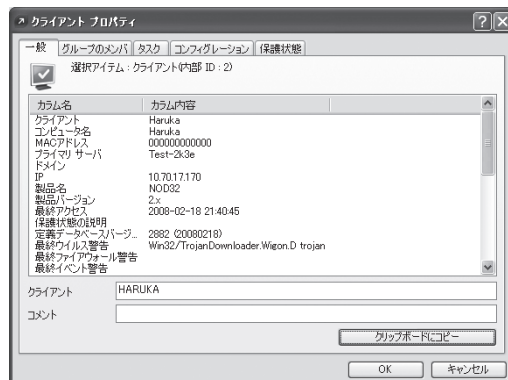 クライアント プロパティ
一般 グループのメンバ タスク コンフィグレーション 保護状態
選択アイテム : クライアント(内部 ID : 2)
カラム名 カラム内容
クライアント Haruka
コンピュータ名 Haruka
MACアドレス 000000000000
プライマリ サーバ Test-2k3e
ドメイン
IP 10.70.17.170
製品名 NOD32
製品バージョン 2.x
最終アクセス 2008-02-18 21:40:45
保護状態の説明
定義データベースバージ... 2882 (20080218)
最終ウイルス警告 Win32/TrojanDownloader.Wigon.D trojan
最終ファイアウォール警告
最終イベント警告
クライアント HARUKA
コメント
クリップボードにコピー
OK キャンセル